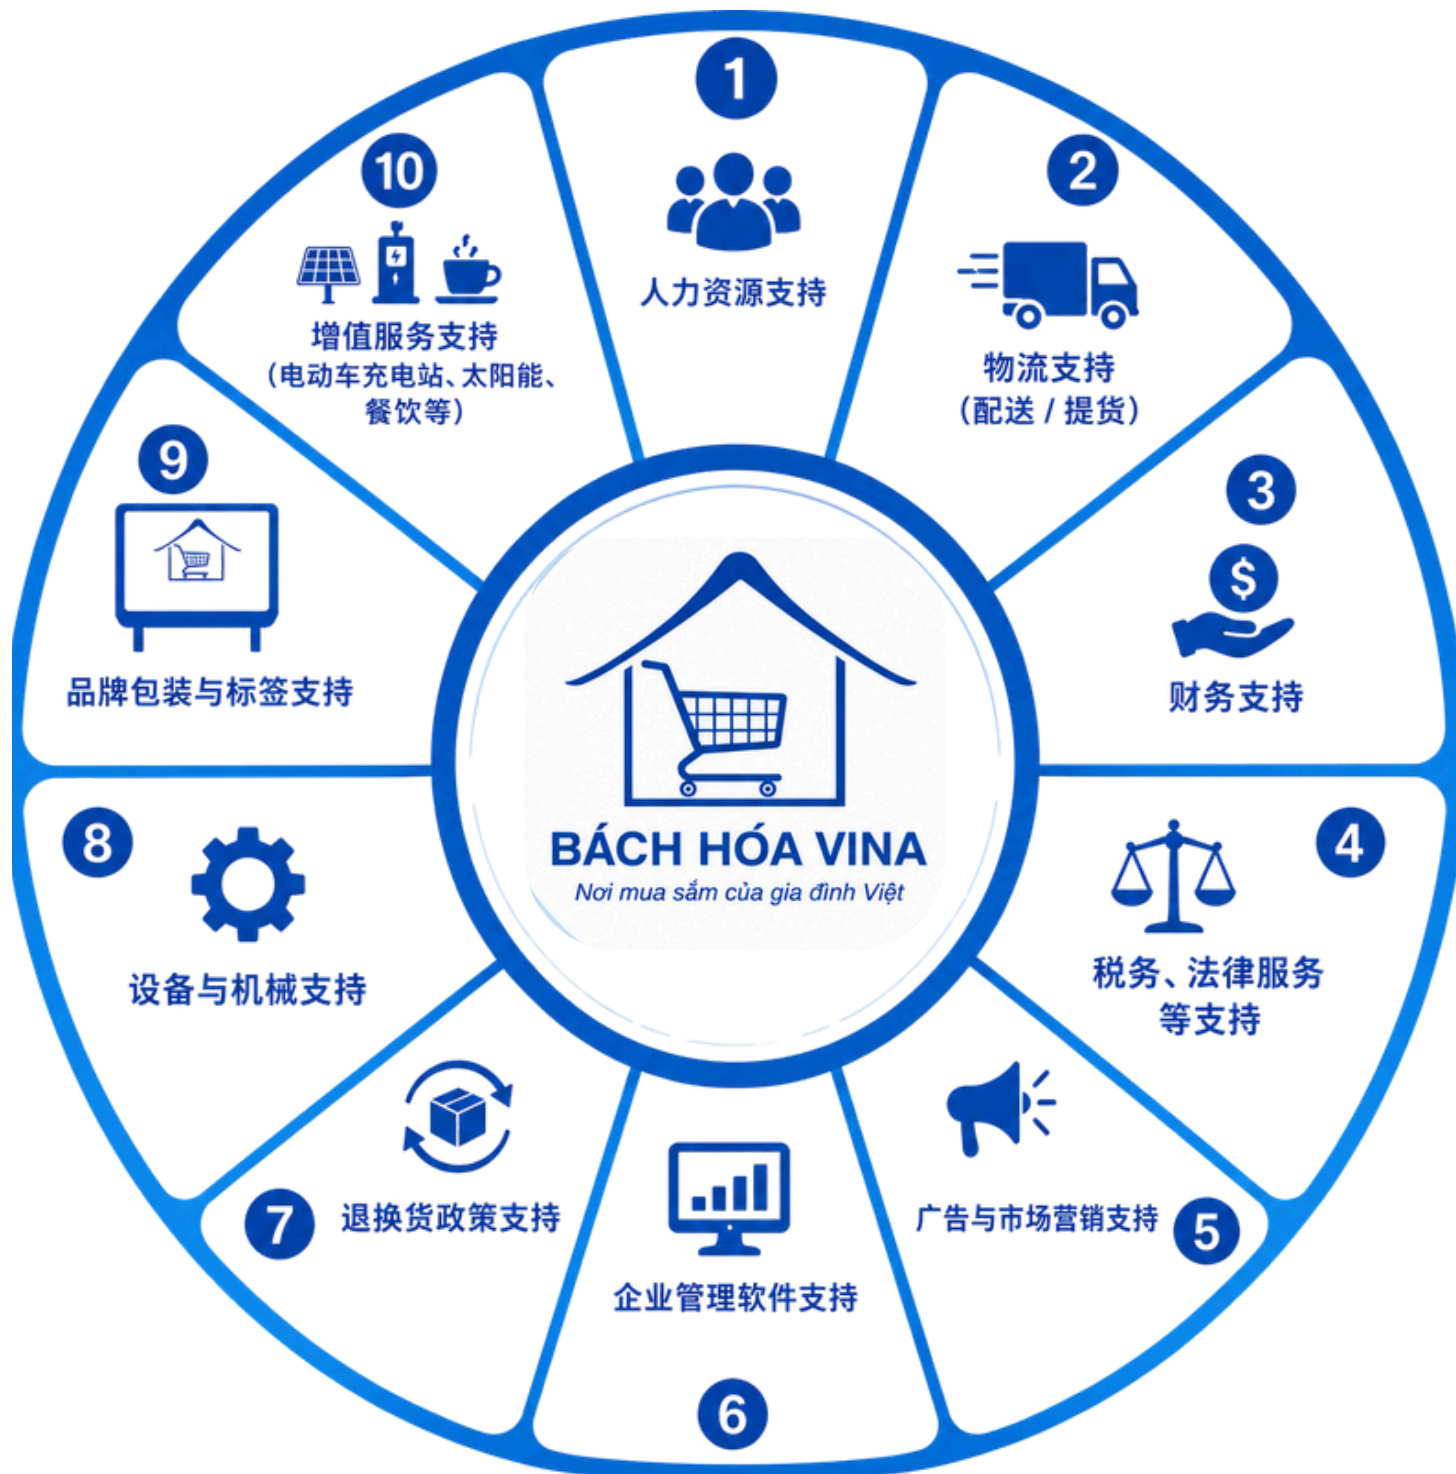 1
人力资源支持
2
物流支持
（配送 / 提货）
3
$
财务支持
4
税务、法律服务
等支持
5
广告与市场营销支持
6
企业管理软件支持
7
退换货政策支持
8
设备与机械支持
9
品牌包装与标签支持
10
增值服务支持
（电动车充电站、太阳能、
餐饮等）
BÁCH HÓA VINA
Nơi mua sắm của gia đình Việt